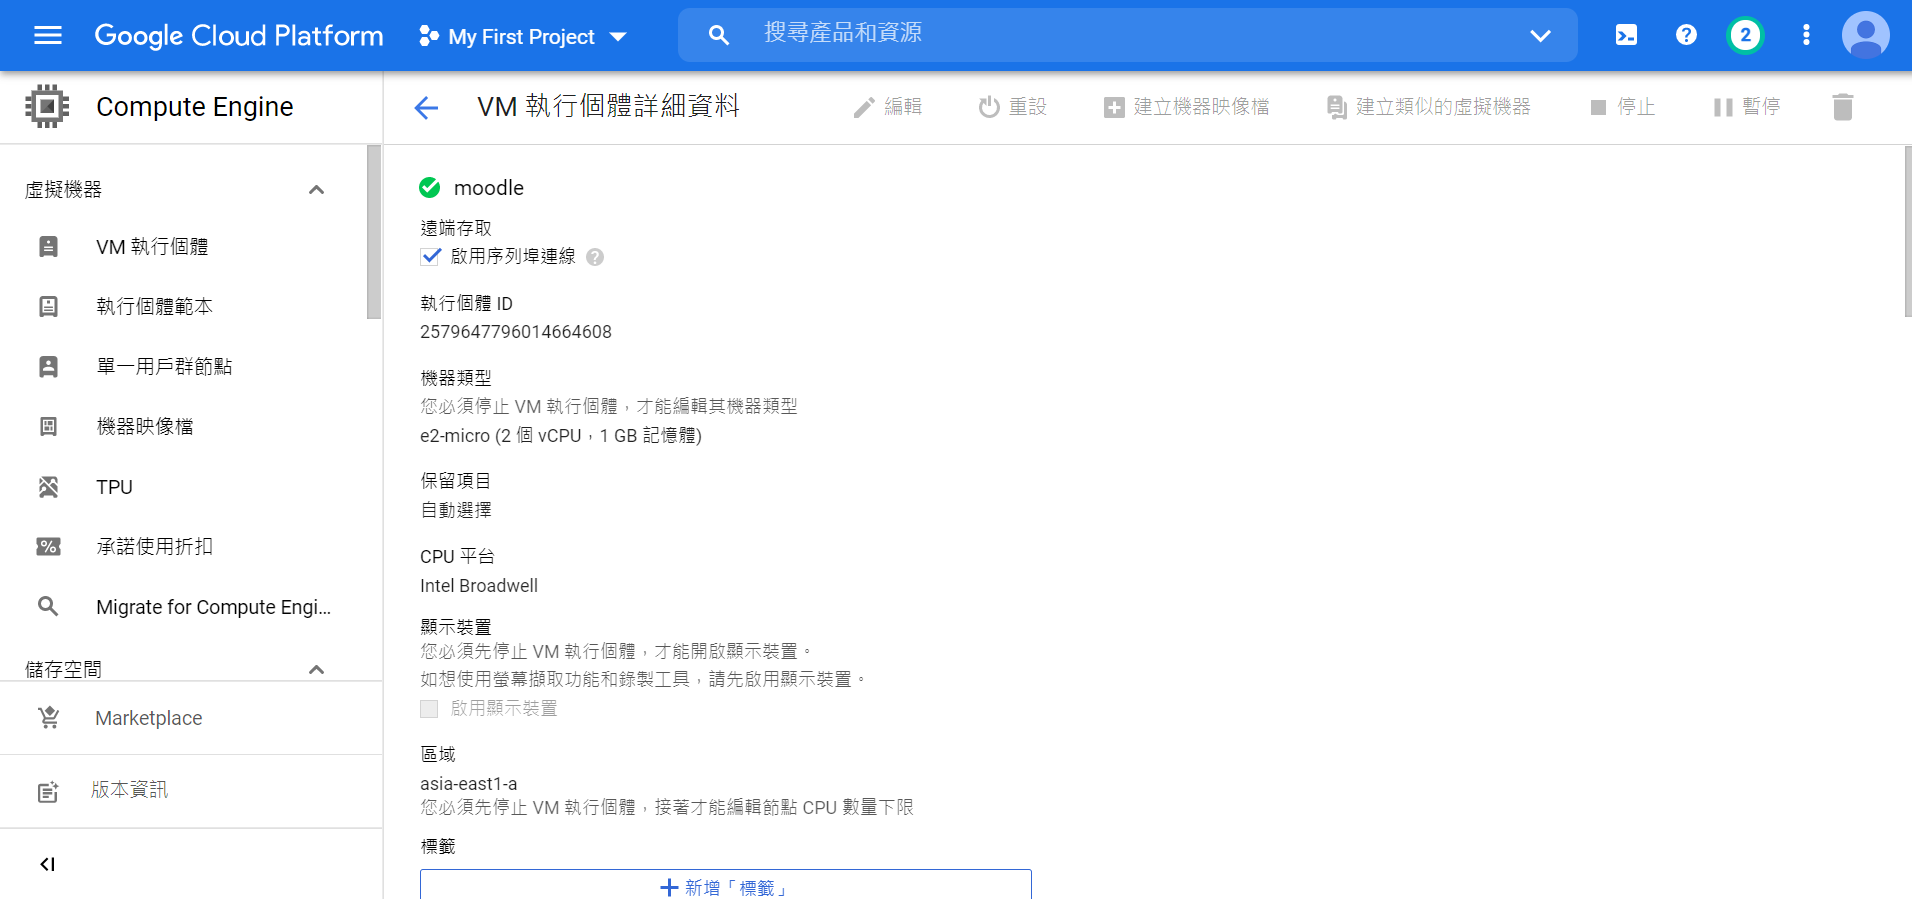 Google Cloud Platform
My First Project
搜尋產品和資源
2
Compute Engine
VM 執行個體詳細資料
編輯
重設
建立機器映像檔
建立類似的虛擬機器
停止
暫停
虛擬機器
VM 執行個體
執行個體範本
單一用戶群節點
機器映像檔
TPU
承諾使用折扣
Migrate for Compute Engi...
儲存空間
Marketplace
版本資訊
moodle
遠端存取
啟用序列埠連線
執行個體 ID
2579647796014664608
機器類型
您必須停止 VM 執行個體，才能編輯其機器類型
e2-micro (2 個 vCPU，1 GB 記憶體)
保留項目
自動選擇
CPU 平台
Intel Broadwell
顯示裝置
您必須先停止 VM 執行個體，才能開啟顯示裝置。
如想使用螢幕擷取功能和錄製工具，請先啟用顯示裝置。
啟用顯示裝置
區域
asia-east1-a
您必須先停止 VM 執行個體，接著才能編輯節點 CPU 數量下限
標籤
新增「標籤」